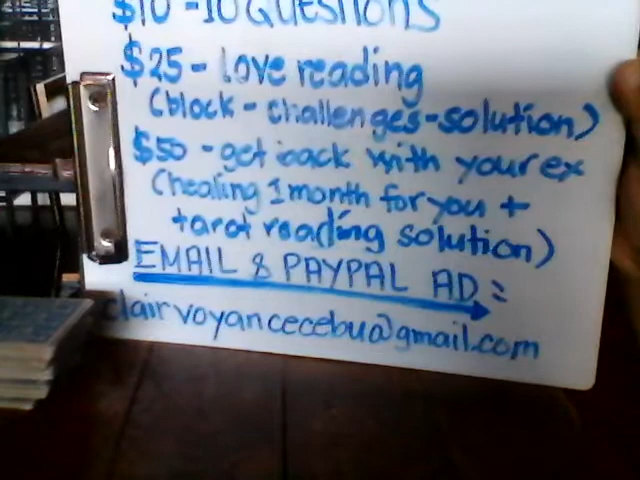 $10 -10 QUESTIONS
$25 - love reading
(block - challenges - solution)
$50 - get back with your ex
(healing 1 month for you +
tarot reading solution)
EMAIL & PAYPAL AD :
clairvoyancecebu@gmail.com